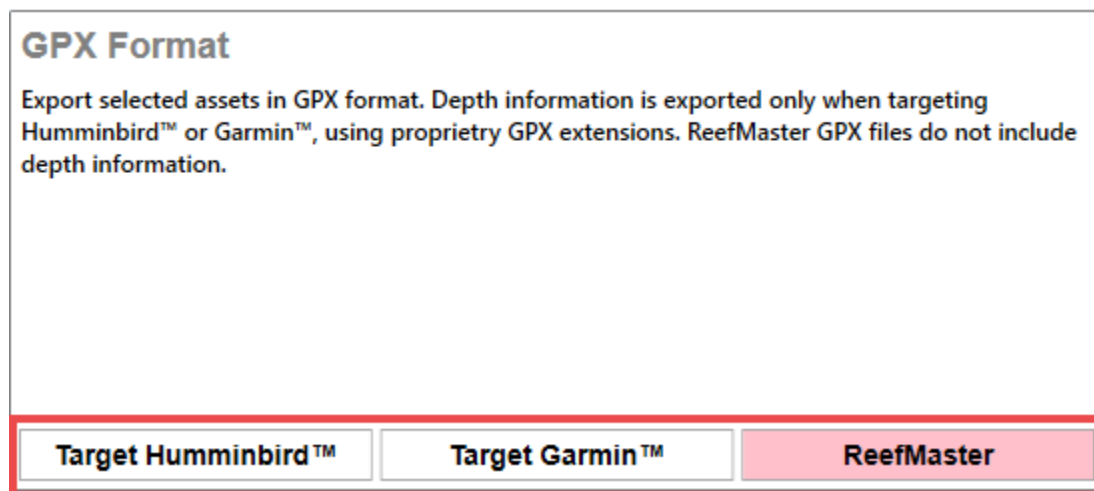 GPX Format
Export selected assets in GPX format. Depth information is exported only when targeting
Humminbird™ or Garmin™, using proprietry GPX extensions. ReefMaster GPX files do not include
depth information.
Target Humminbird™ Target Garmin™ ReefMaster